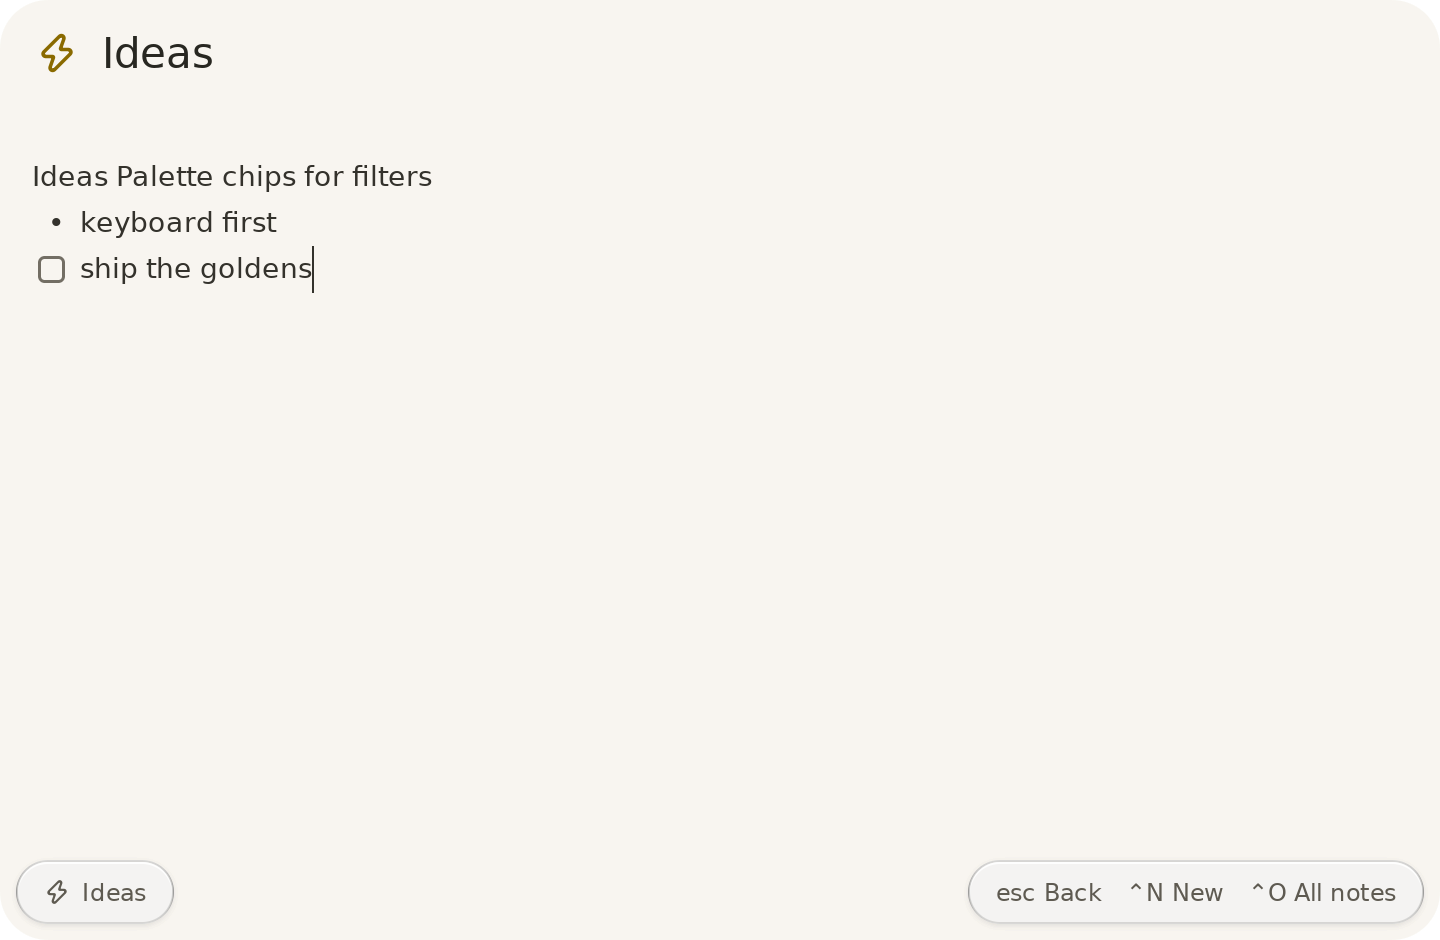 Ideas
Ideas Palette chips for filters
• keyboard first
ship the goldens
Ideas
esc Back ^N New ^O All notes